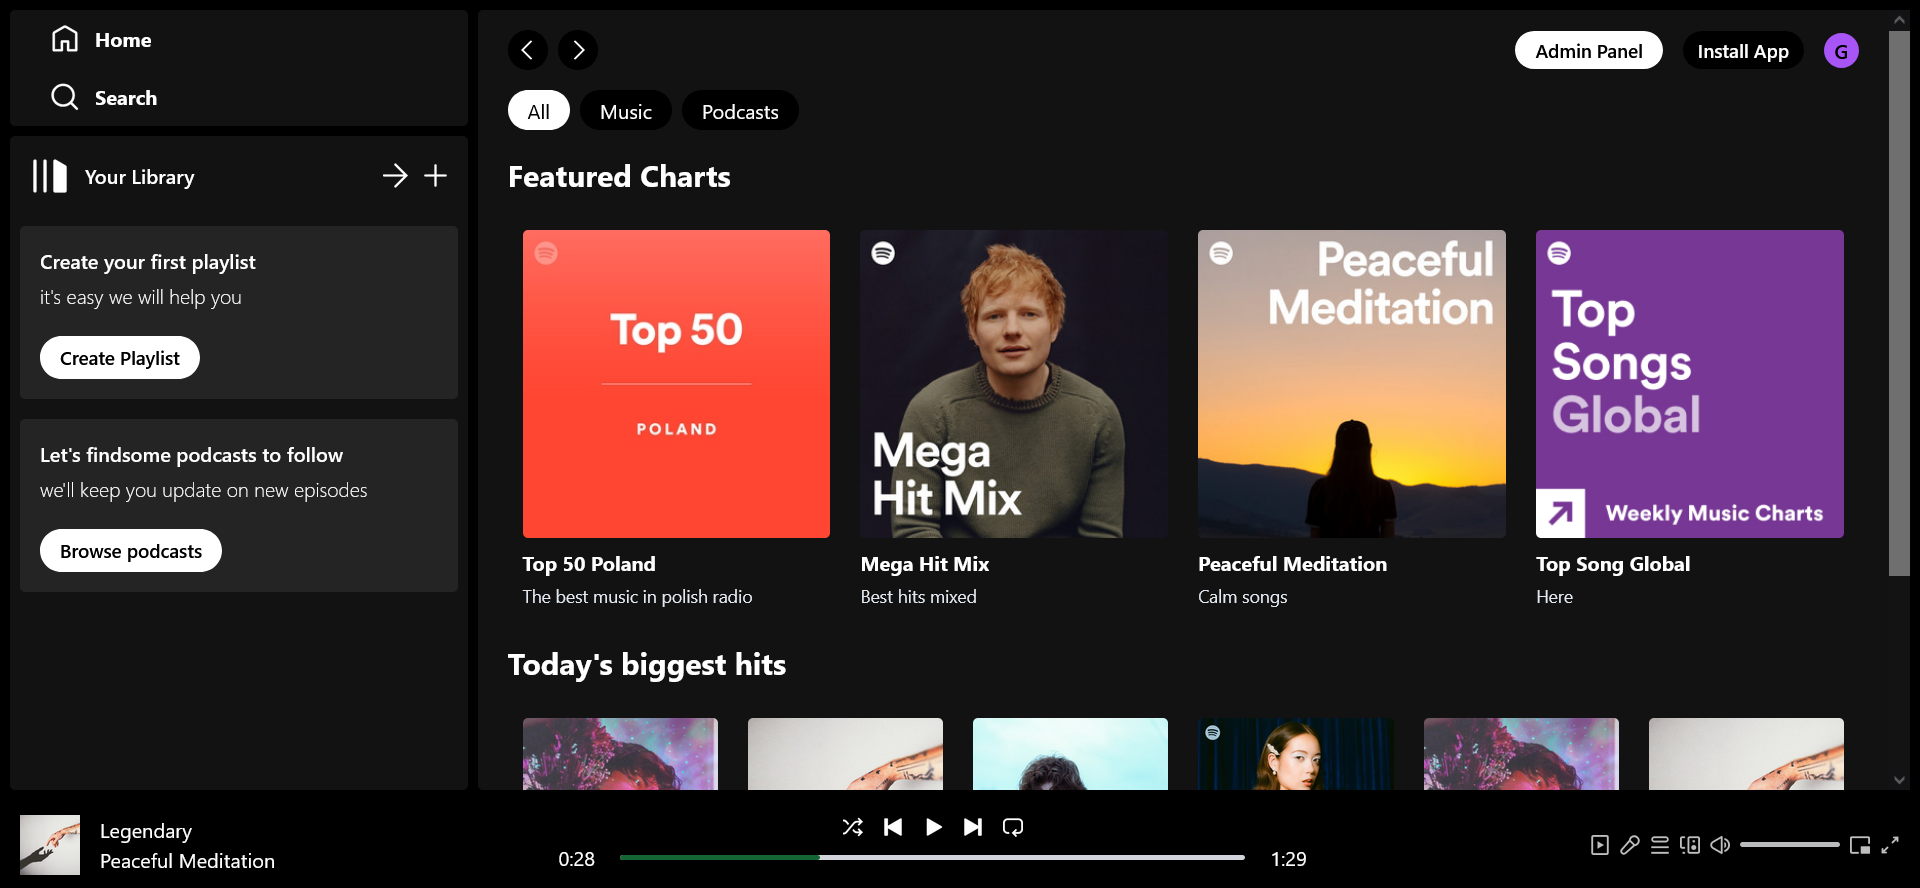 Home
Search
Your Library
Create your first playlist
it's easy we will help you
Create Playlist
Let's findsome podcasts to follow
we'll keep you update on new episodes
Browse podcasts
Admin Panel
Install App
G
All
Music
Podcasts
Featured Charts
Top 50
POLAND
Mega
Hit Mix
Peaceful
Meditation
Top
Songs
Global
Weekly Music Charts
Top 50 Poland
The best music in polish radio
Mega Hit Mix
Best hits mixed
Peaceful Meditation
Calm songs
Top Song Global
Here
Today's biggest hits
Legendary
Peaceful Meditation
0:28
1:29